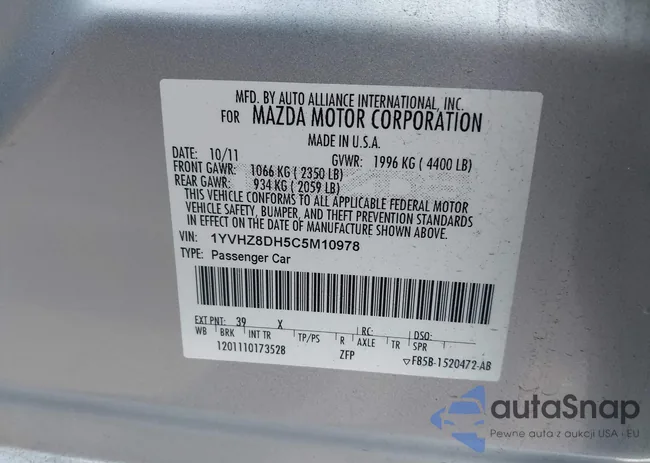 MFD. BY AUTO ALLIANCE INTERNATIONAL, INC.
FOR MAZDA MOTOR CORPORATION
MADE IN U.S.A.
DATE: 10/11 GVWR: 1996 KG ( 4400 LB)
FRONT GAWR: 1066 KG ( 2350 LB)
REAR GAWR: 934 KG ( 2059 LB)
THIS VEHICLE CONFORMS TO ALL APPLICABLE FEDERAL MOTOR
VEHICLE SAFETY, BUMPER, AND THEFT PREVENTION STANDARDS
IN EFFECT ON THE DATE OF MANUFACTURE SHOWN ABOVE.
VIN: 1YVHZ8DH5C5M10978
TYPE: Passenger Car
EXT PNT: 39 X RC: DSO:
WB BRK INT TR TP/PS R AXLE TR SPR
1201110173528 ZFP ▽F85B-1520472-AB
autaSnap
Pewne auta z aukcji USA i EU